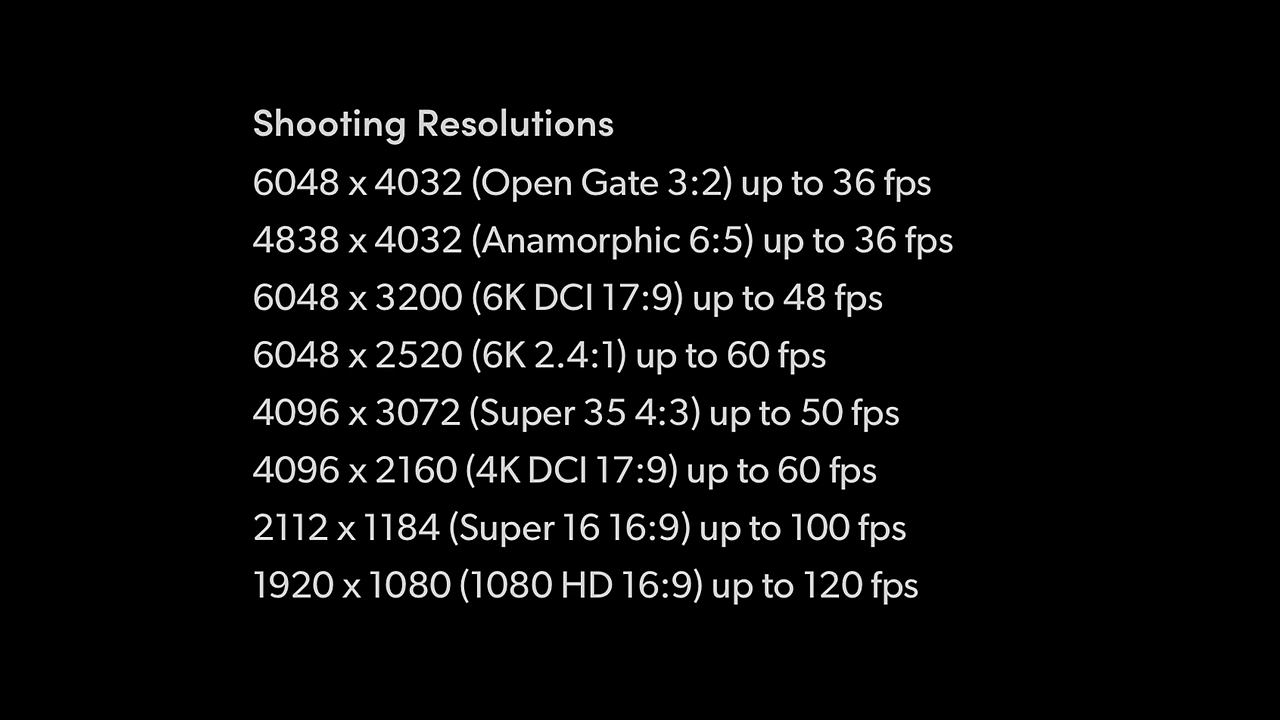 Shooting Resolutions
6048 x 4032 (Open Gate 3:2) up to 36 fps
4838 x 4032 (Anamorphic 6:5) up to 36 fps
6048 x 3200 (6K DCI 17:9) up to 48 fps
6048 x 2520 (6K 2.4:1) up to 60 fps
4096 x 3072 (Super 35 4:3) up to 50 fps
4096 x 2160 (4K DCI 17:9) up to 60 fps
2112 x 1184 (Super 16 16:9) up to 100 fps
1920 x 1080 (1080 HD 16:9) up to 120 fps